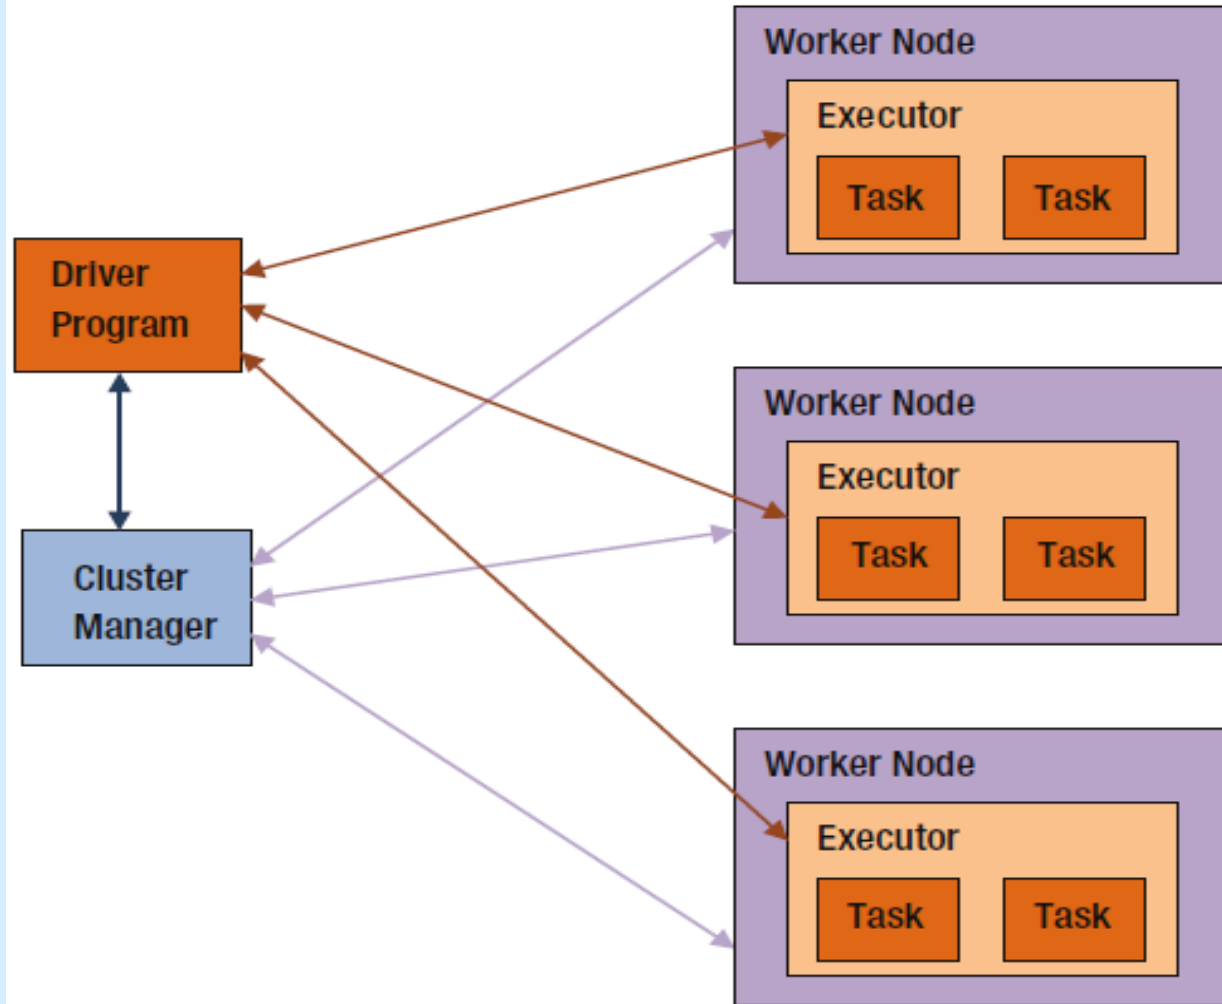 Driver
Program
Cluster
Manager
Worker Node
Executor
Task Task
Worker Node
Executor
Task Task
Worker Node
Executor
Task Task